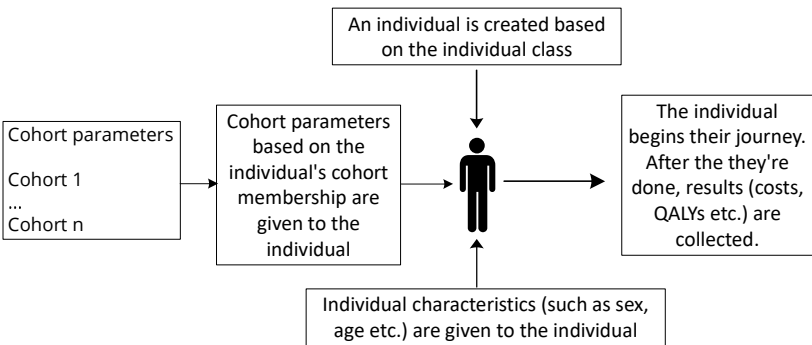 An individual is created based
on the individual class
Cohort parameters
Cohort 1
...
Cohort n
Cohort parameters
based on the
individual's cohort
membership are
given to the
individual
The individual
begins their journey.
After the they're
done, results (costs,
QALYs etc.) are
collected.
Individual characteristics (such as sex,
age etc.) are given to the individual